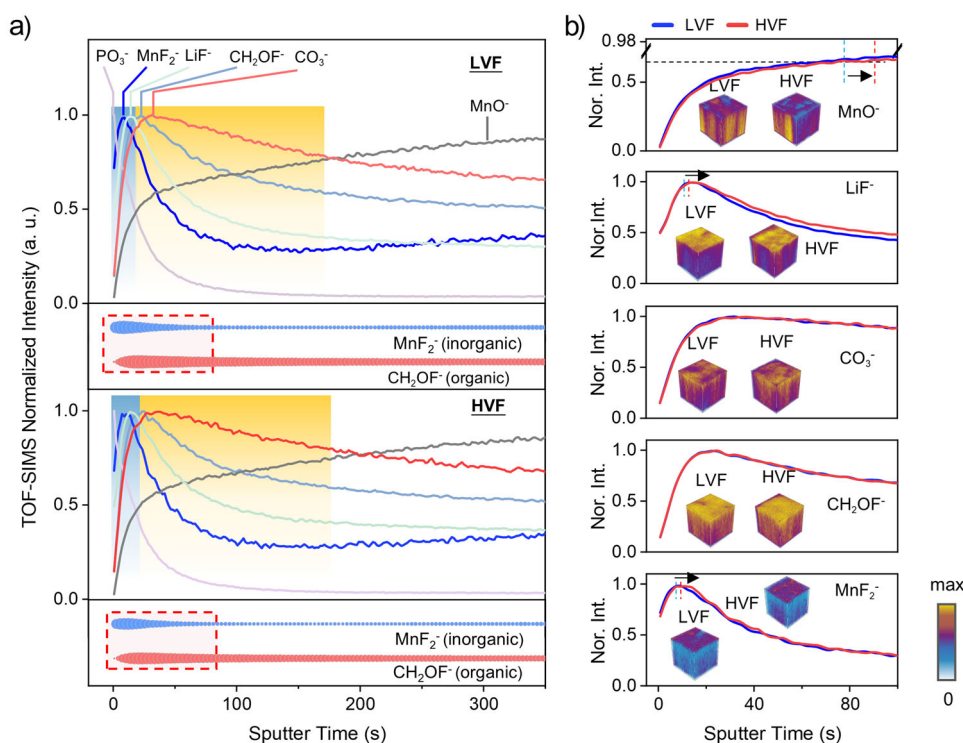 a)
PO₃⁻ MnF₂⁻ LiF⁻ CH₂OF⁻ CO₃⁻
LVF
MnO⁻
1.0
0.5
0.0
MnF₂⁻ (inorganic)
CH₂OF⁻ (organic)
HVF
1.0
0.5
0.0
MnF₂⁻ (inorganic)
CH₂OF⁻ (organic)
TOF-SIMS Normalized Intensity (a. u.)
0 100 200 300
Sputter Time (s)
b)
LVF HVF
0.98
0.5
0.0
Nor. Int.
LVF HVF
MnO⁻
1.0
0.5
0.0
Nor.Int.
LiF⁻
LVF
HVF
1.0
0.5
0.0
Nor. Int.
LVF HVF
CO₃⁻
1.0
0.5
0.0
Nor. Int.
LVF HVF
CH₂OF⁻
1.0
0.5
0.0
Nor. Int.
MnF₂⁻
LVF HVF
0 40 80
Sputter Time (s)
max
0